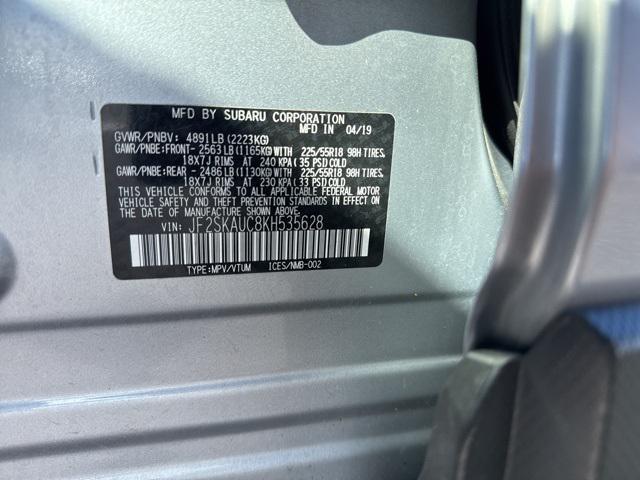 MFD BY SUBARU CORPORATION
GVWR/PNBV: 4891LB(2223KG) MFD IN 04/19
GAWR/PNBE:FRONT- 2563LB(1165KG)WITH 225/55R18 98H TIRES,
18X7J RIMS AT 240 KPA(35 PSI)COLD
GAWR/PNBE:REAR - 2486LB(1130KG)WITH 225/55R18 98H TIRES,
18X7J RIMS AT 230 KPA(33 PSI)COLD
THIS VEHICLE CONFORMS TO ALL APPLICABLE FEDERAL MOTOR
VEHICLE SAFETY, BUMPER, AND THEFT PREVENTION STANDARDS IN
EFFECT ON THE DATE OF MANUFACTURE SHOWN ABOVE.
VIN: JF2SKAUC8KH535628
TYPE:MPV/VTUM ICES/NMB-002